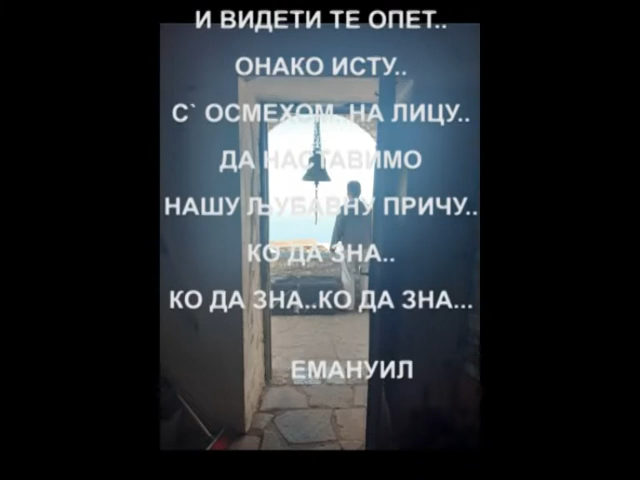 И ВИДЕТИ ТЕ ОПЕТ..
ОНАКО ИСТУ..
С` ОСМЕХОМ..НА ЛИЦУ..
ДА НАСТАВИМО
НАШУ ЉУБАВНУ ПРИЧУ..
КО ДА ЗНА..
КО ДА ЗНА..КО ДА ЗНА...
ЕМАНУИЛ